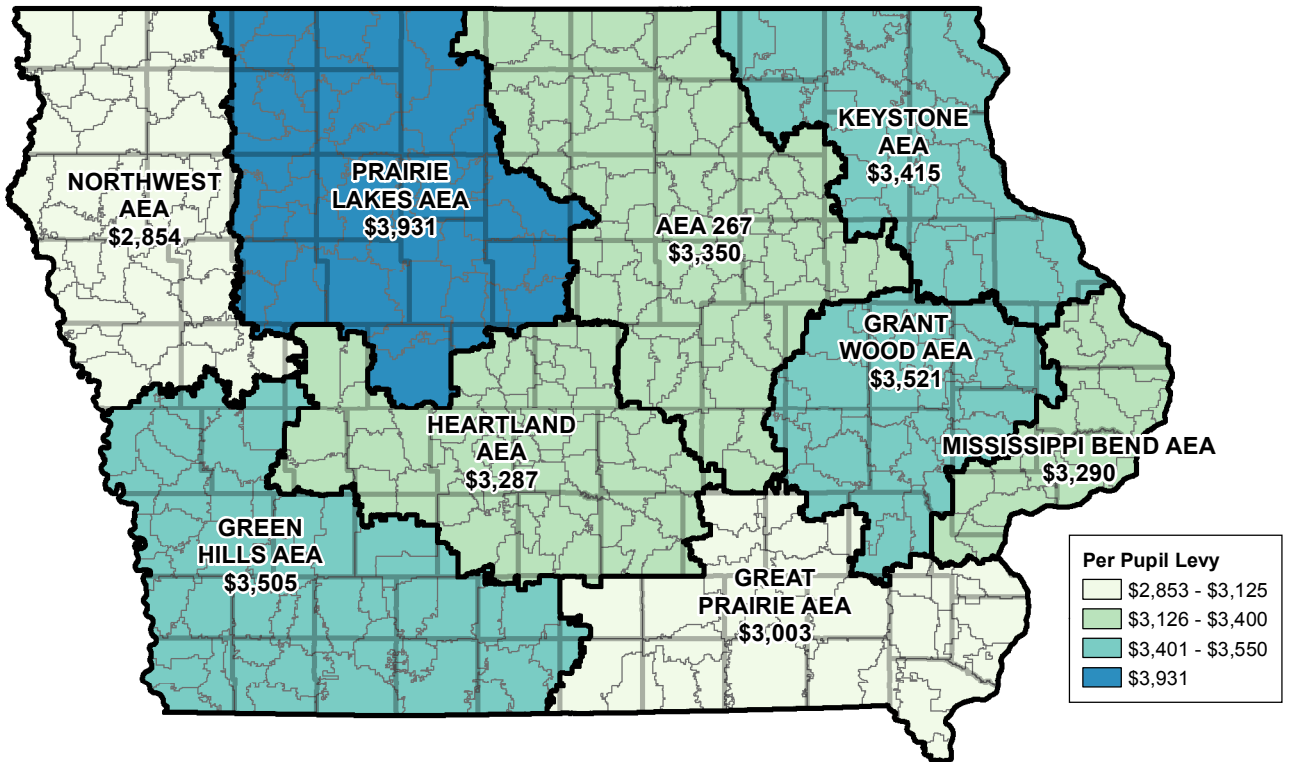 KEYSTONE
AEA
$3,415
NORTHWEST
AEA
$2,854
PRAIRIE
LAKES AEA
$3,931
AEA 267
$3,350
GRANT
WOOD AEA
$3,521
HEARTLAND
AEA
$3,287
MISSISSIPPI BEND AEA
$3,290
GREEN
HILLS AEA
$3,505
GREAT
PRAIRIE AEA
$3,003
Per Pupil Levy
$2,853 - $3,125
$3,126 - $3,400
$3,401 - $3,550
$3,931